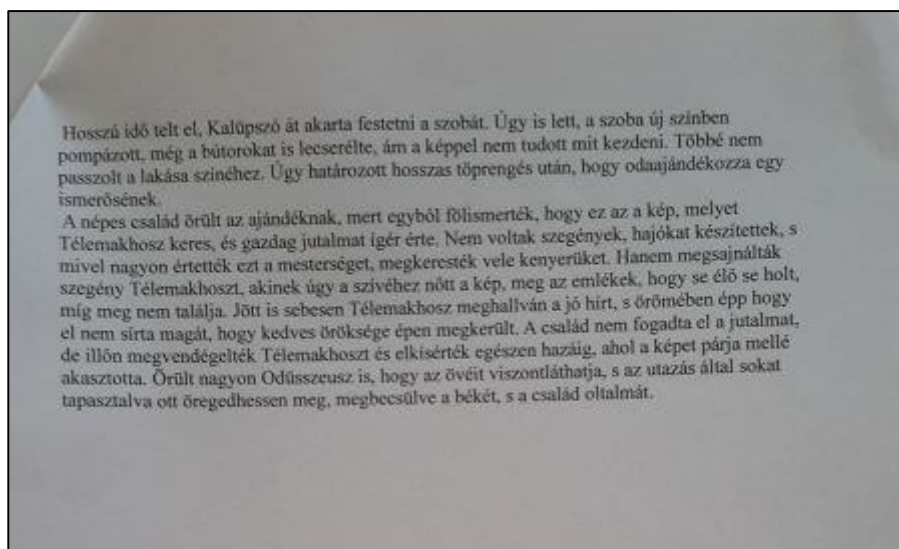 Hosszú idő telt el, Kalüpszó át akarta festetni a szobát. Úgy is lett, a szoba új színben
pompázott, még a bútorokat is lecserélte, ám a képpel nem tudott mit kezdeni. Többé nem
passzolt a lakása színéhez. Úgy határozott hosszas töprengés után, hogy odaajándékozza egy
ismerősének.
A népes család örült az ajándéknak, mert egyből fölismerték, hogy ez az a kép, melyet
Télemakhosz keres, és gazdag jutalmat ígér érte. Nem voltak szegények, hajókat készítettek, s
mivel nagyon értették ezt a mesterséget, megkeresték vele kenyerüket. Hanem megsajnálták
szegény Télemakhoszt, akinek úgy a szívéhez nőtt a kép, meg az emlékek, hogy se élő se holt,
míg meg nem találja. Jött is sebesen Télemakhosz meghallván a jó hírt, s örömében épp hogy
el nem sírta magát, hogy kedves öröksége épen megkerült. A család nem fogadta el a jutalmat,
de illőn megvendégelték Télemakhoszt és elkísérték egészen hazáig, ahol a képet párja mellé
akasztotta. Örült nagyon Odüsszeusz is, hogy az övéit viszontláthatja, s az utazás által sokat
tapasztalva ott öregedhessen meg, megbecsülve a békét, s a család oltalmát.